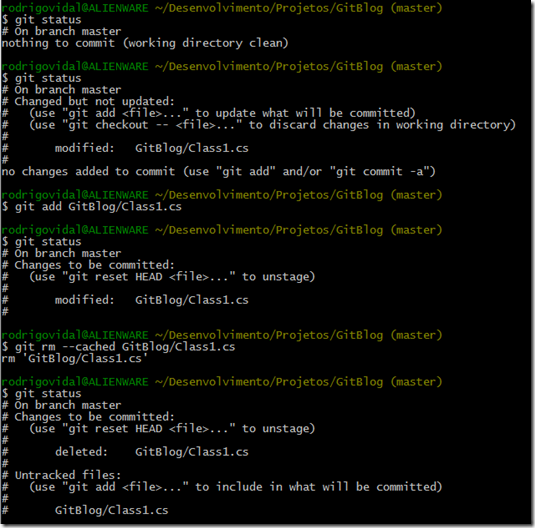 rodrigovidal@ALIENWARE ~/Desenvolvimento/Projetos/GitBlog (master)
$ git status
# On branch master
nothing to commit (working directory clean)
rodrigovidal@ALIENWARE ~/Desenvolvimento/Projetos/GitBlog (master)
$ git status
# On branch master
# Changed but not updated:
#   (use "git add <file>..." to update what will be committed)
#   (use "git checkout -- <file>..." to discard changes in working directory)
#
#       modified:   GitBlog/Class1.cs
#
no changes added to commit (use "git add" and/or "git commit -a")
rodrigovidal@ALIENWARE ~/Desenvolvimento/Projetos/GitBlog (master)
$ git add GitBlog/Class1.cs
rodrigovidal@ALIENWARE ~/Desenvolvimento/Projetos/GitBlog (master)
$ git status
# On branch master
# Changes to be committed:
#   (use "git reset HEAD <file>..." to unstage)
#
#       modified:   GitBlog/Class1.cs
#
rodrigovidal@ALIENWARE ~/Desenvolvimento/Projetos/GitBlog (master)
$ git rm --cached GitBlog/Class1.cs
rm 'GitBlog/Class1.cs'
rodrigovidal@ALIENWARE ~/Desenvolvimento/Projetos/GitBlog (master)
$ git status
# On branch master
# Changes to be committed:
#   (use "git reset HEAD <file>..." to unstage)
#
#       deleted:    GitBlog/Class1.cs
#
# Untracked files:
#   (use "git add <file>..." to include in what will be committed)
#
#       GitBlog/Class1.cs